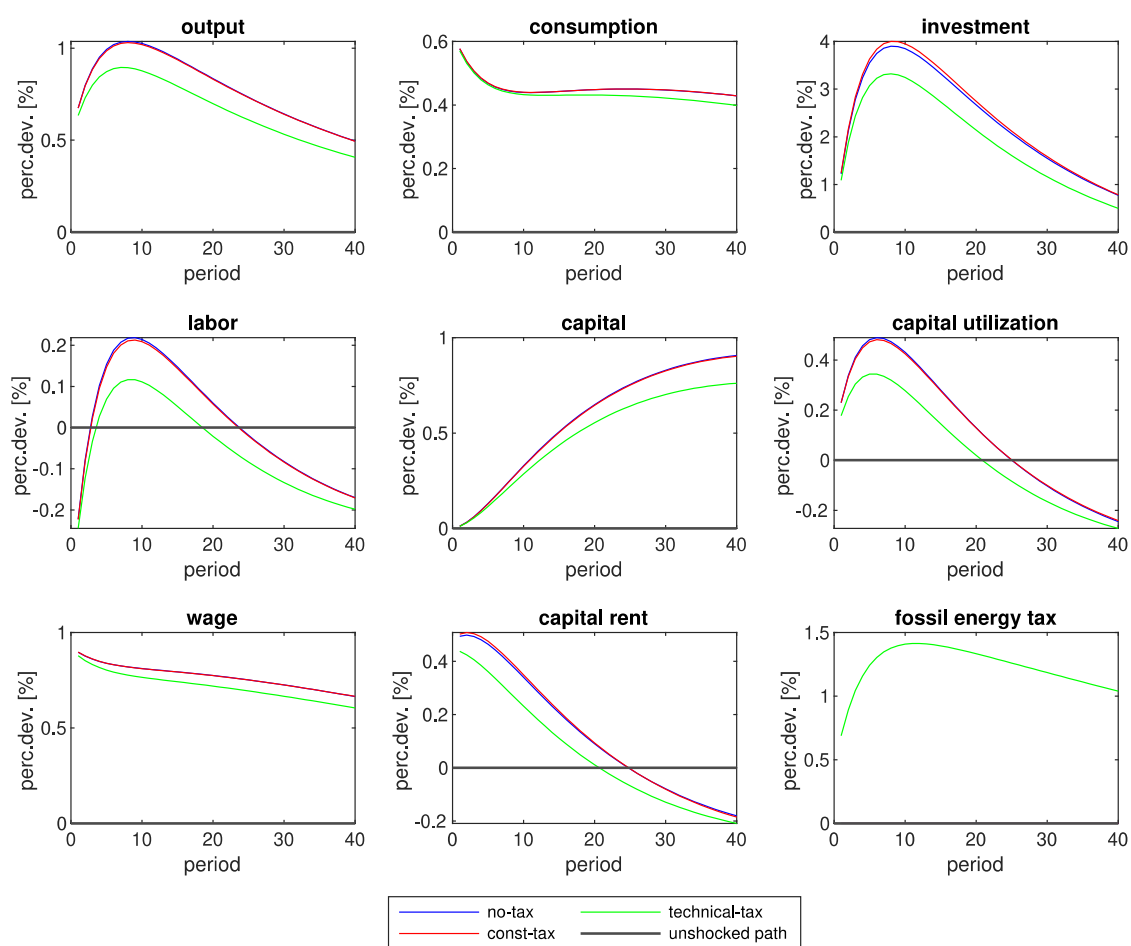 output
consumption
investment
perc.dev. [%]
1
0.5
0
0 10 20 30 40
period
perc.dev. [%]
0.6
0.4
0.2
0
0 10 20 30 40
period
perc.dev. [%]
4
3
2
1
0
0 10 20 30 40
period
labor
capital
capital utilization
perc.dev. [%]
0.2
0.1
0
-0.1
-0.2
0 10 20 30 40
period
perc.dev. [%]
1
0.5
0
0 10 20 30 40
period
perc.dev. [%]
0.4
0.2
0
-0.2
0 10 20 30 40
period
wage
capital rent
fossil energy tax
perc.dev. [%]
1
0.5
0
0 10 20 30 40
period
perc.dev. [%]
0.4
0.2
0
-0.2
0 10 20 30 40
period
perc.dev. [%]
1.5
1
0.5
0
0 10 20 30 40
period
no-tax
technical-tax
const-tax
unshocked path